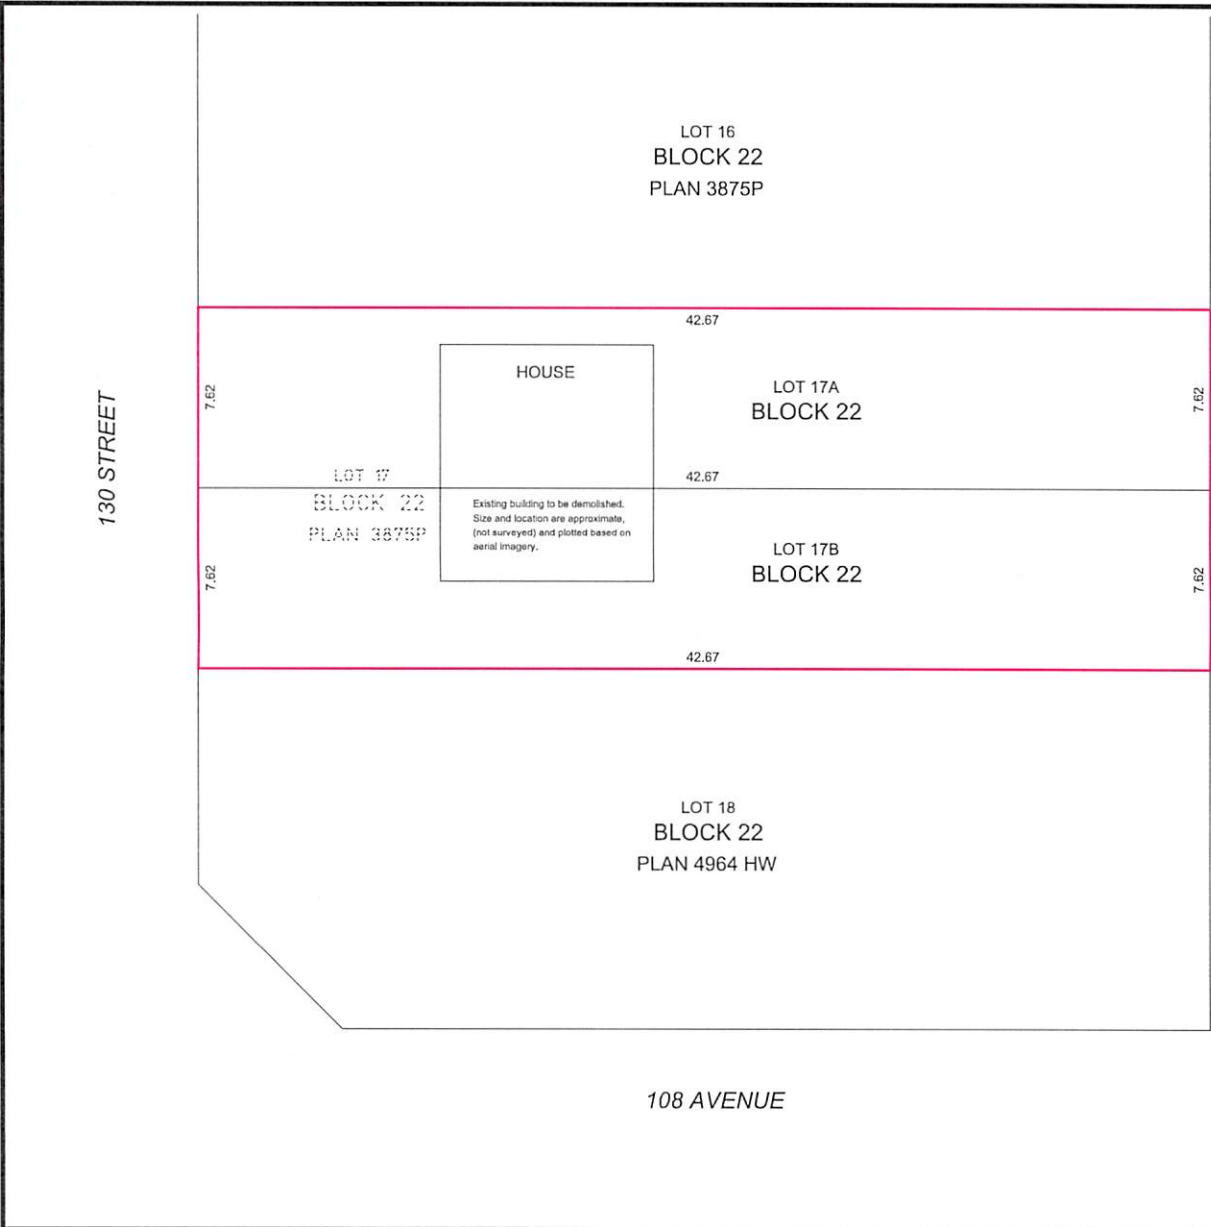 LOT 16
BLOCK 22
PLAN 3875P
42.67
HOUSE
7.62
LOT 17A
BLOCK 22
7.62
130 STREET
LOT 17
BLOCK 22
PLAN 3875P
42.67
Existing building to be demolished.
Size and location are approximate,
(not surveyed) and plotted based on
aerial imagery.
LOT 17B
BLOCK 22
7.62
7.62
42.67
LOT 18
BLOCK 22
PLAN 4964 HW
108 AVENUE